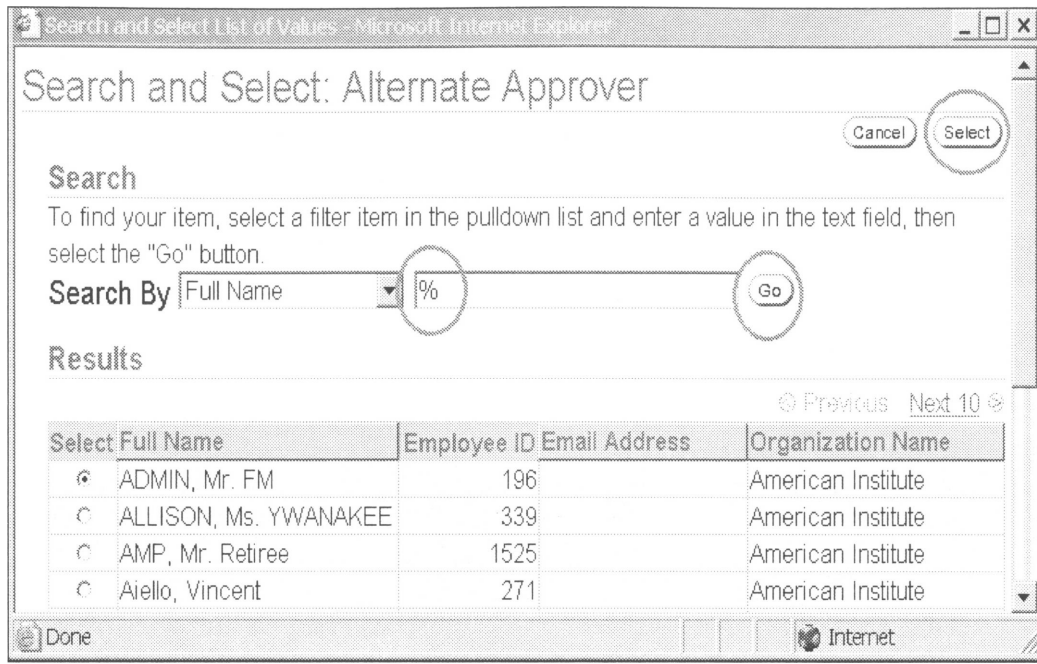 Search and Select List of Values - Microsoft Internet Explorer
Search and Select: Alternate Approver
Cancel Select
Search
To find your item, select a filter item in the pulldown list and enter a value in the text field, then
select the "Go" button.
Search By Full Name % Go
Results
Previous Next 10
Select Full Name Employee ID Email Address Organization Name
ADMIN, Mr. FM 196 American Institute
ALLISON, Ms. YWANAKEE 339 American Institute
AMP, Mr. Retiree 1525 American Institute
Aiello, Vincent 271 American Institute
Done Internet